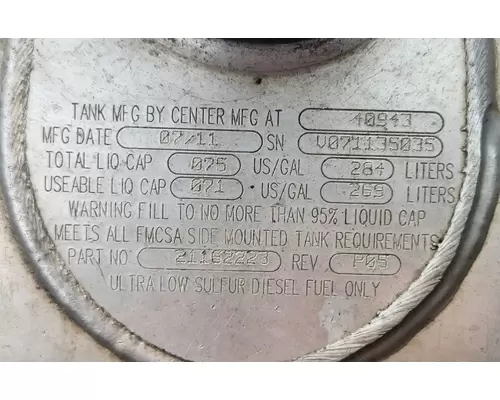 TANK MFG BY CENTER MFG AT 40943
MFG DATE 07/11 SN V071135035
TOTAL LIQ CAP 075 US/GAL 284 LITERS
USEABLE LIQ CAP 071 US/GAL 269 LITERS
WARNING FILL TO NO MORE THAN 95% LIQUID CAP
MEETS ALL FMCSA SIDE MOUNTED TANK REQUIREMENTS
PART NO 21162223 REV P05
ULTRA LOW SULFUR DIESEL FUEL ONLY